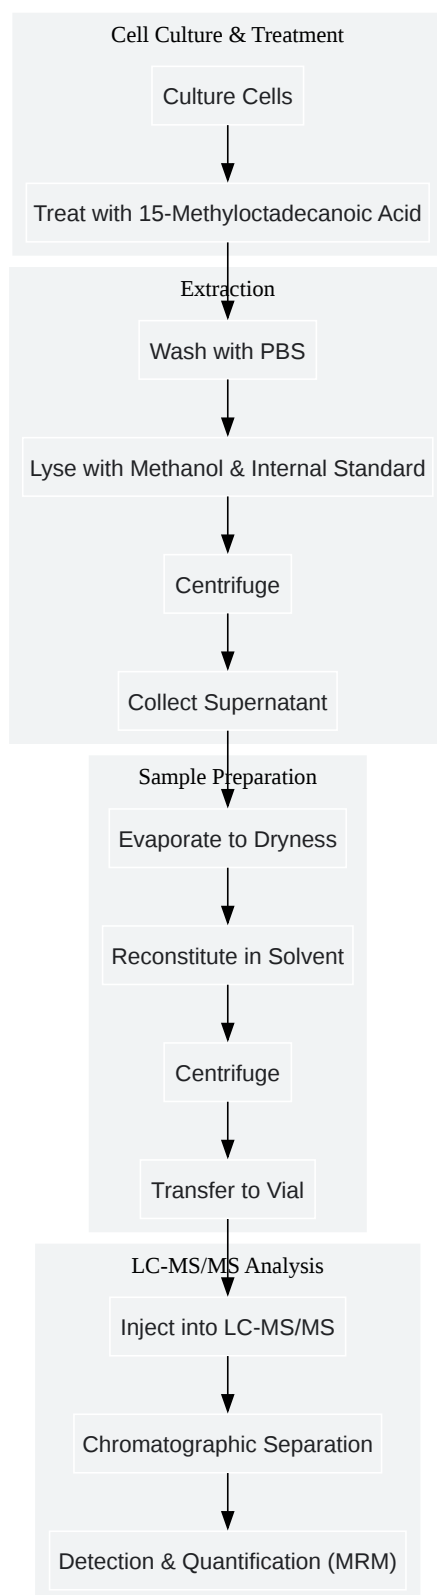 Cell Culture & Treatment
Culture Cells
Treat with 15-Methyloctadecanoic Acid
Extraction
Wash with PBS
Lyse with Methanol & Internal Standard
Centrifuge
Collect Supernatant
Sample Preparation
Evaporate to Dryness
Reconstitute in Solvent
Centrifuge
Transfer to Vial
LC-MS/MS Analysis
Inject into LC-MS/MS
Chromatographic Separation
Detection & Quantification (MRM)